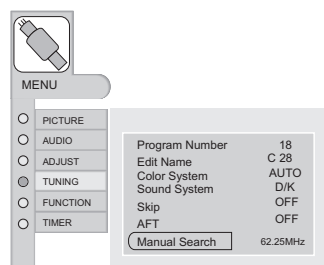 MENU
PICTURE
AUDIO
ADJUST
TUNING
FUNCTION
TIMER
Program Number 18
Edit Name C 28
Color System AUTO
Sound System D/K
Skip OFF
AFT OFF
Manual Search 62.25MHz